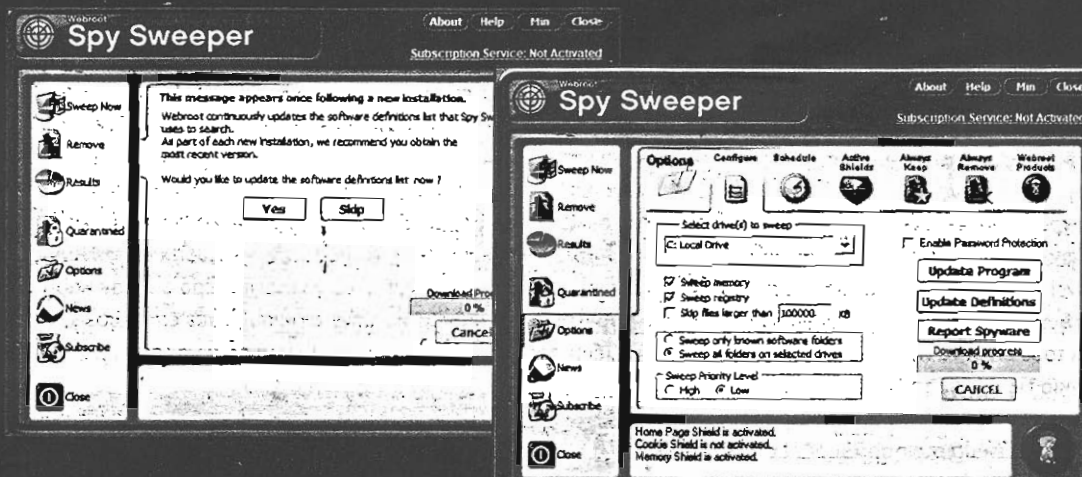 Webroot
Spy Sweeper
About Help Min Close
Subscription Service: Not Activated
Sweep Now
Remove
Results
Quarantined
Options
News
Subscribe
Close
This message appears once following a new installation.
Webroot continuously updates the software definitions list that Spy Sw
uses to search.
As part of each new installation, we recommend you obtain the
most recent version.
Would you like to update the software definitions list now ?
Yes Skip
Download Pro
0 %
Cancel
Webroot
Spy Sweeper
About Help Min Close
Subscription Service: Not Activated
Sweep Now
Remove
Results
Quarantined
Options
News
Subscribe
Close
Options Configure Schedule Active Shields Always Keep Always Remove Webroot Products
Select drive(s) to sweep
C: Local Drive
Sweep memory
Sweep registry
Skip files larger than 100000 KB
Sweep only known software folders
Sweep all folders on selected drives
Sweep Priority Level
High Low
Enable Password Protection
Update Program
Update Definitions
Report Spyware
Download progress
0 %
CANCEL
Home Page Shield is activated.
Cookie Shield is not activated.
Memory Shield is activated.